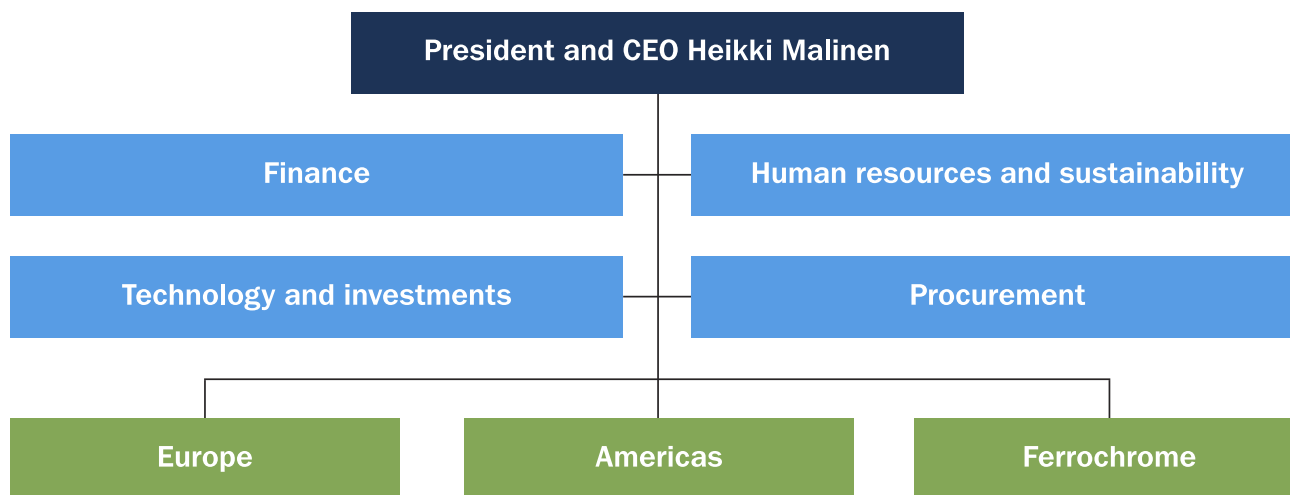 President and CEO Heikki Malinen
Finance
Human resources and sustainability
Technology and investments
Procurement
Europe
Americas
Ferrochrome